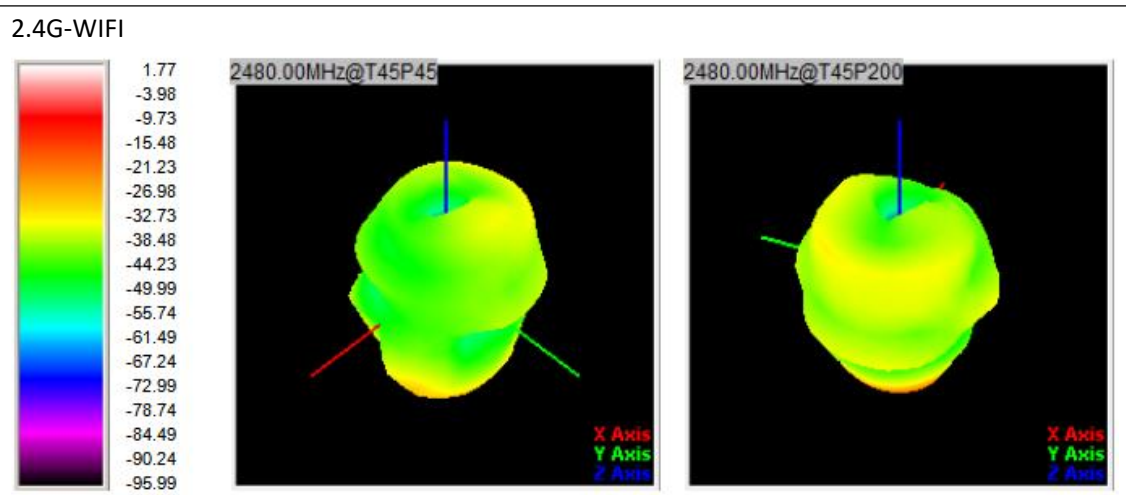 2.4G-WIFI
1.77
-3.98
-9.73
-15.48
-21.23
-26.98
-32.73
-38.48
-44.23
-49.99
-55.74
-61.49
-67.24
-72.99
-78.74
-84.49
-90.24
-95.99
2480.00MHz@T45P45
X Axis
Y Axis
Z Axis
2480.00MHz@T45P200
X Axis
Y Axis
Z Axis